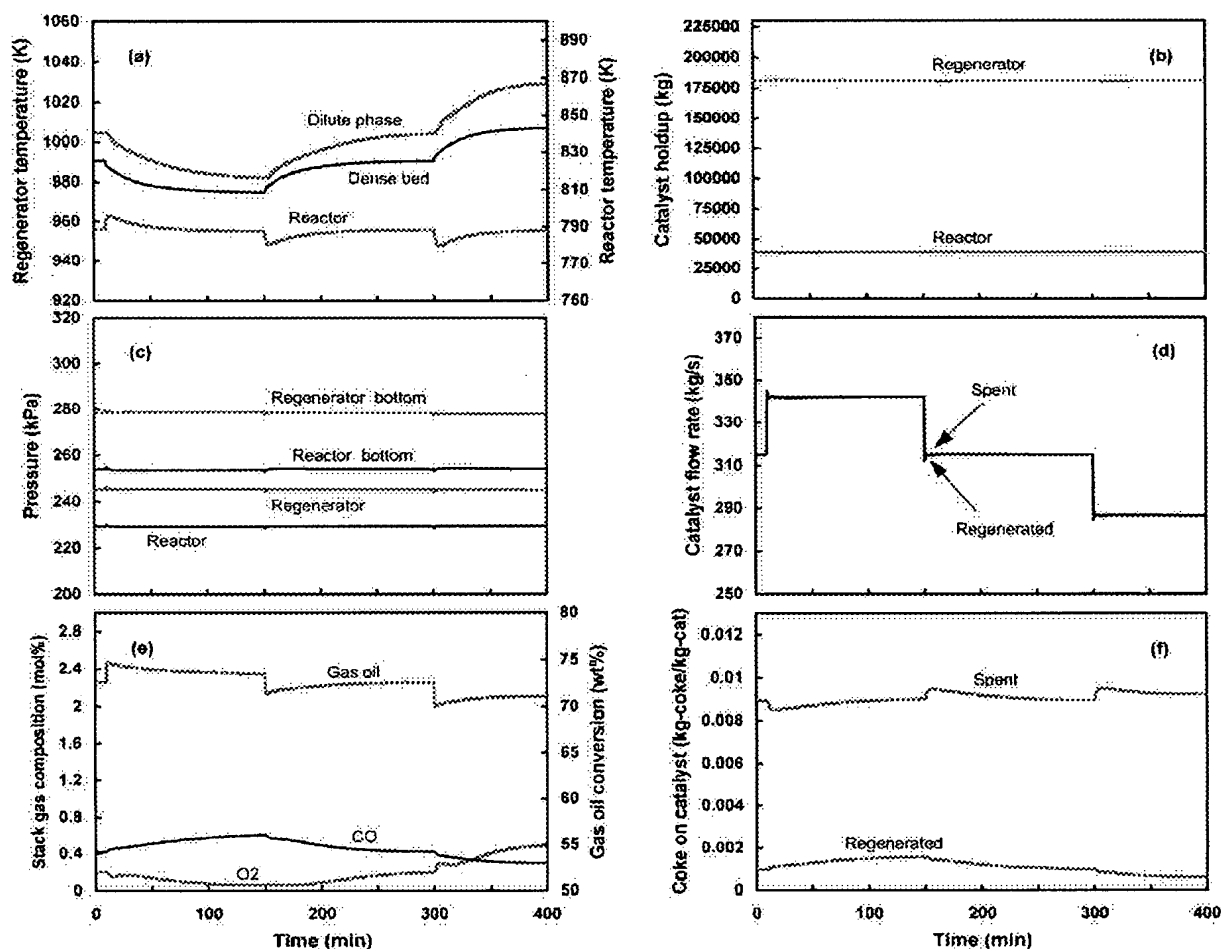 (a)
Regenerator temperature (K)
1060
1040
1020
1000
980
960
940
920
Dilute phase
Dense bed
Reactor
890
870
850
830
810
790
780
760
Reactor temperature (K)
(b)
Catalyst holdup (kg)
225000
200000
175000
150000
125000
100000
75000
50000
25000
0
Regenerator
Reactor
(c)
Pressure (kPa)
320
300
280
260
240
220
200
Regenerator bottom
Reactor bottom
Regenerator
Reactor
(d)
Catalyst flow rate (kg/s)
370
350
330
310
290
270
250
Spent
Regenerated
(e)
Stack gas composition (mol%)
2.8
2.4
2
1.6
1.2
0.8
0.4
0
Gas oil
CO
O2
80
75
70
65
60
55
50
Gas oil conversion (wt%)
0 100 200 300 400
Time (min)
(f)
Coke on catalyst (kg-coke/kg-cat)
0.012
0.01
0.008
0.006
0.004
0.002
0
Spent
Regenerated
0 100 200 300 400
Time (min)